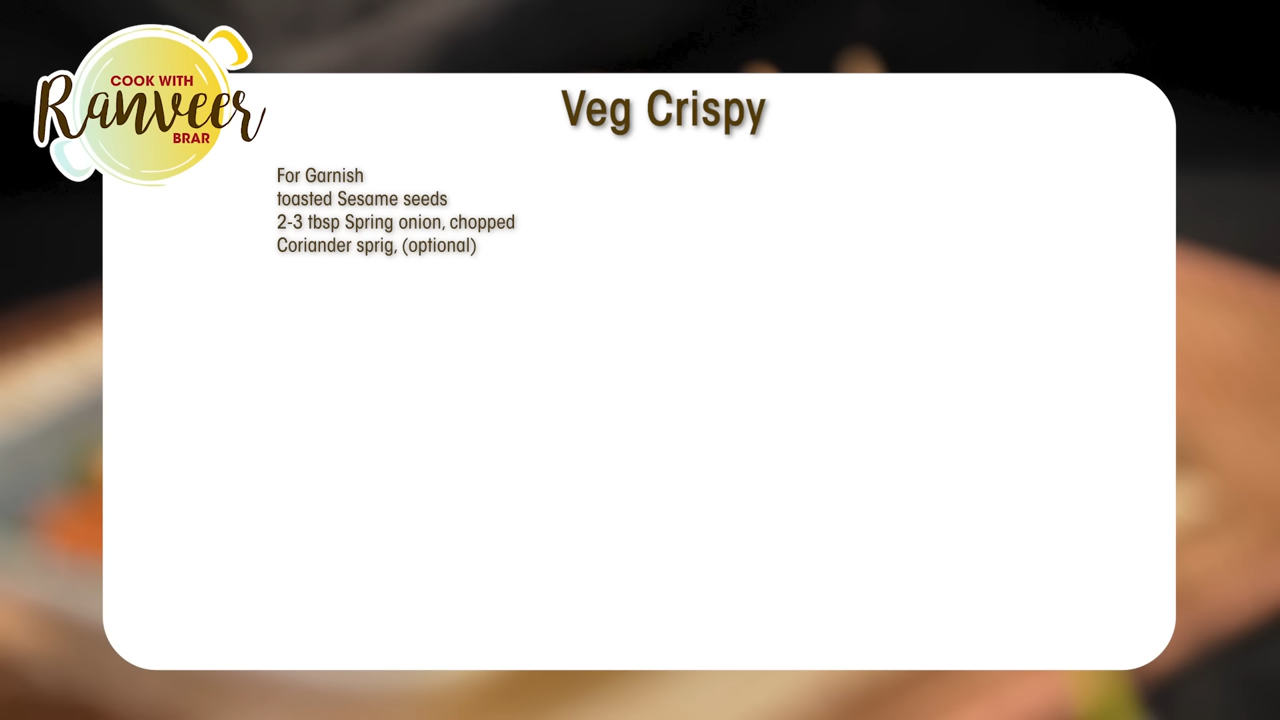 COOK WITH
Ranveer
BRAR
Veg Crispy
For Garnish
toasted Sesame seeds
2-3 tbsp Spring onion, chopped
Coriander sprig, (optional)